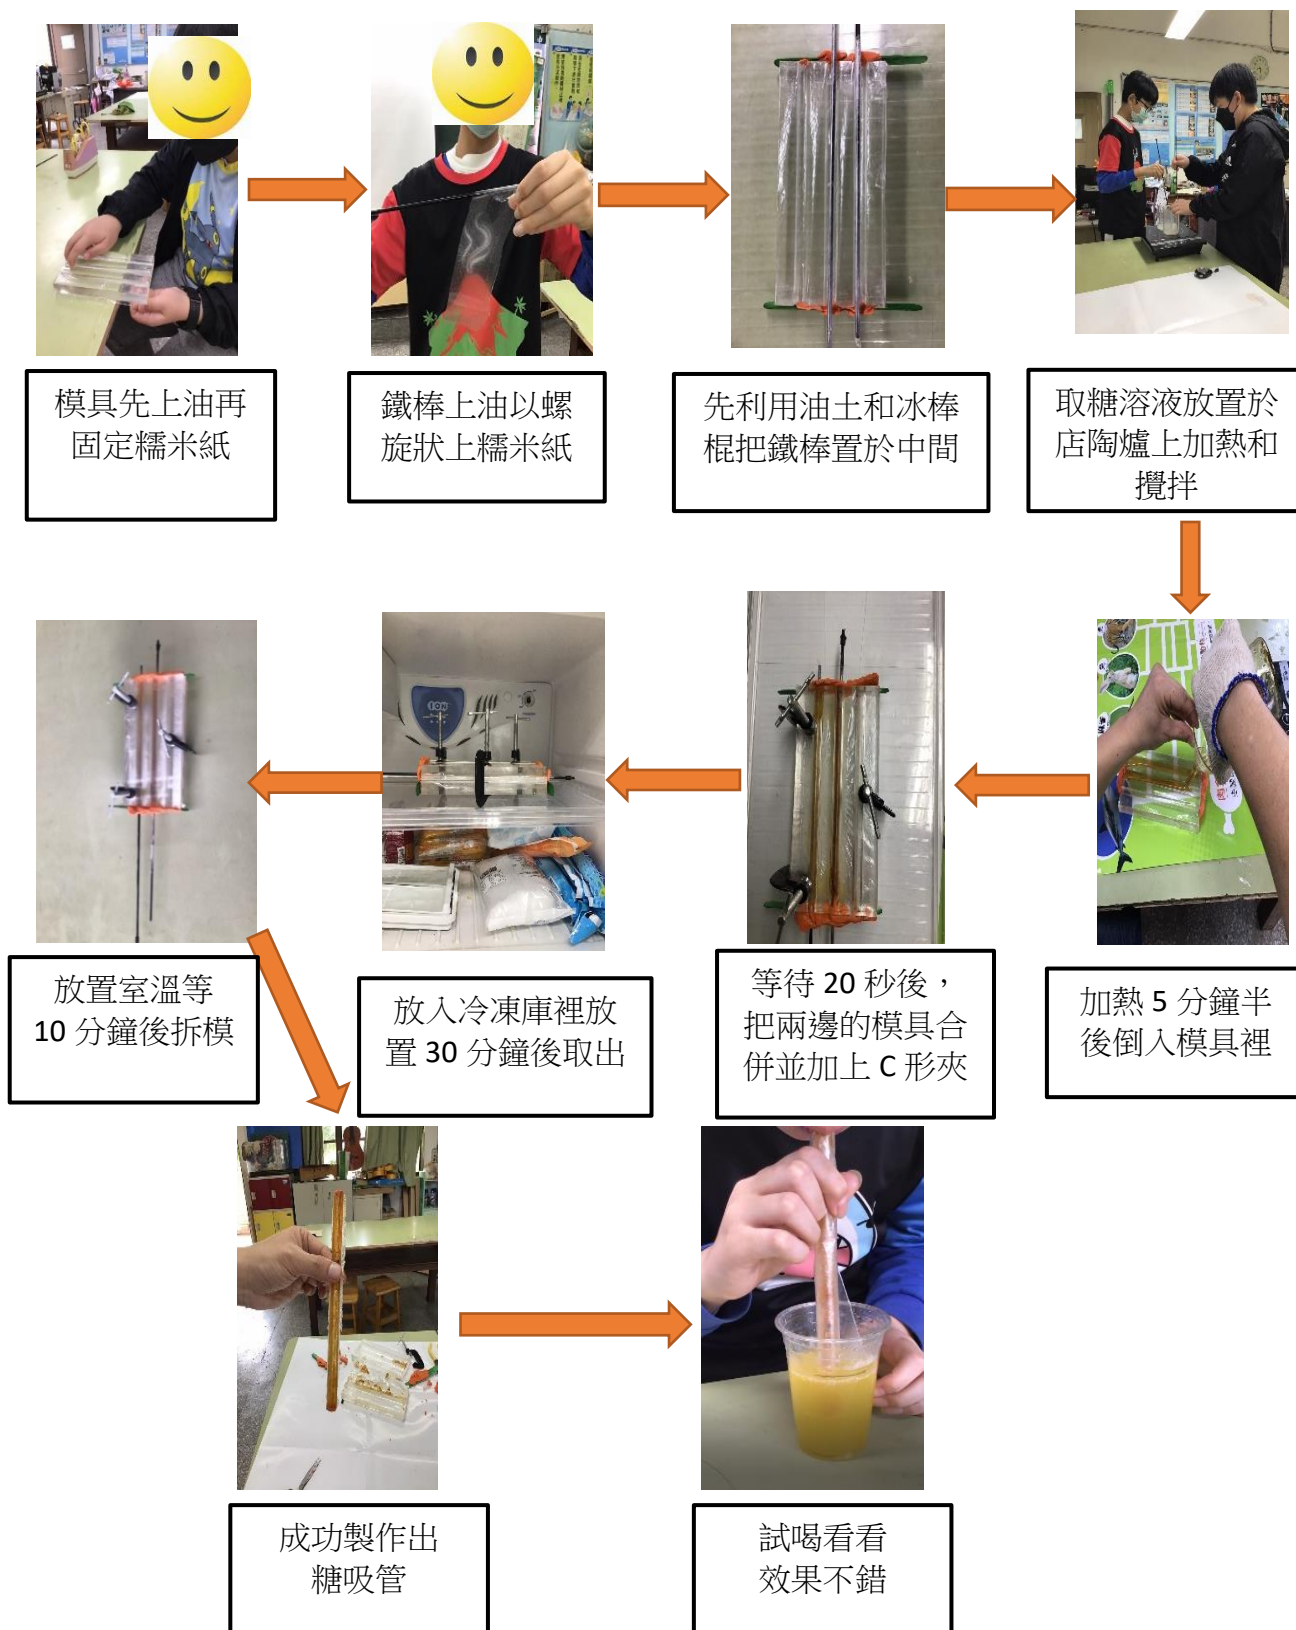 模具先上油再
固定糯米紙
鐵棒上油以螺
旋狀上糯米紙
先利用油土和冰棒
棍把鐵棒置於中間
取糖溶液放置於
店陶爐上加熱和
攪拌
加熱 5 分鐘半
後倒入模具裡
等待 20 秒後，
把兩邊的模具合
併並加上 C 形夾
放入冷凍庫裡放
置 30 分鐘後取出
放置室溫等
10 分鐘後拆模
成功製作出
糖吸管
試喝看看
效果不錯